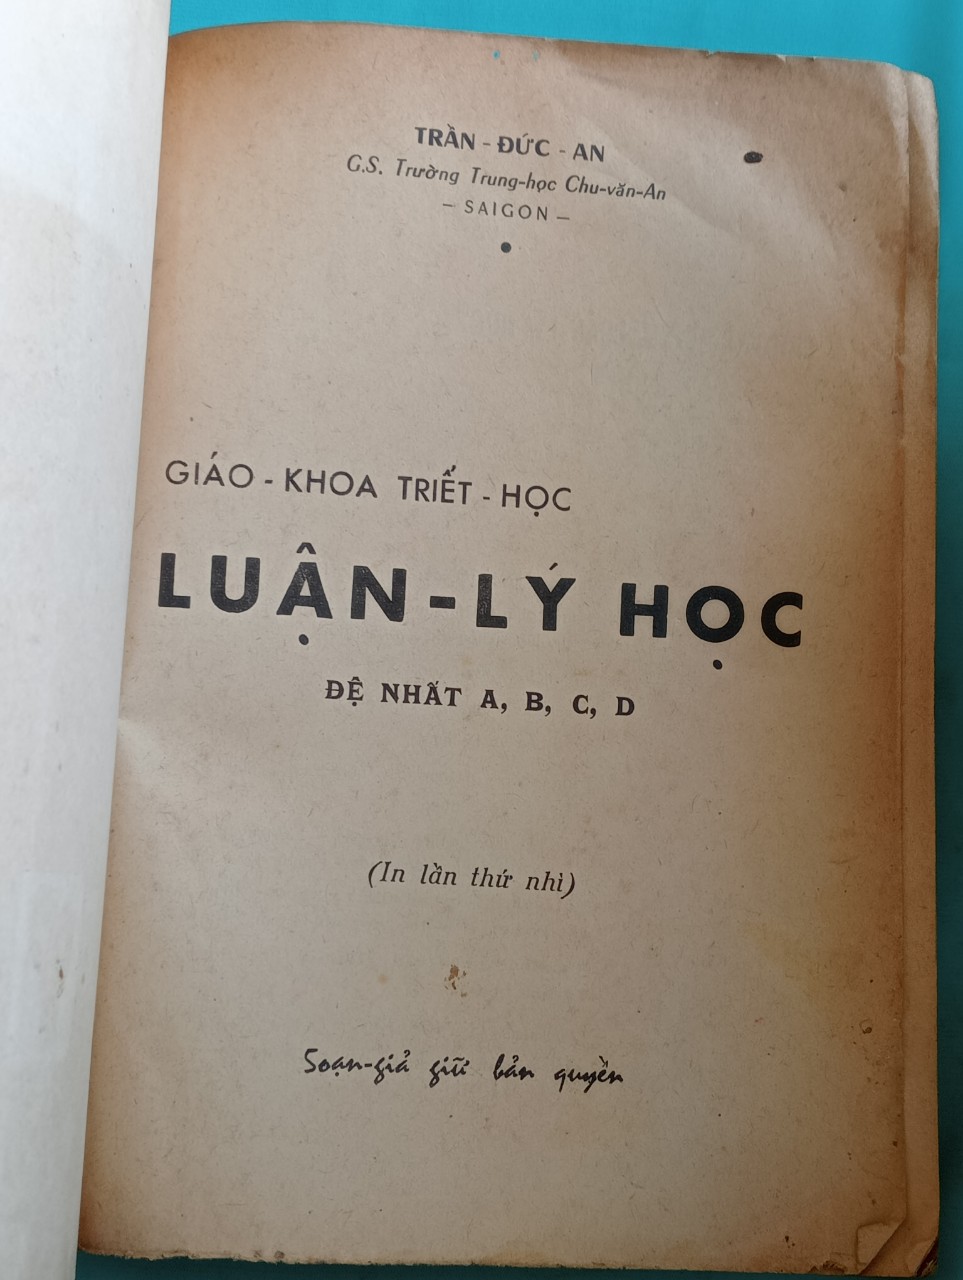 TRẦN - ĐỨC - AN
G.S. Trường Trung-học Chu-văn-An
— SAIGON —
•
GIÁO - KHOA TRIẾT - HỌC
LUẬN - LÝ HỌC
ĐỆ NHẤT A, B, C, D
(In lần thứ nhì)
Soạn-giả giữ bản quyền